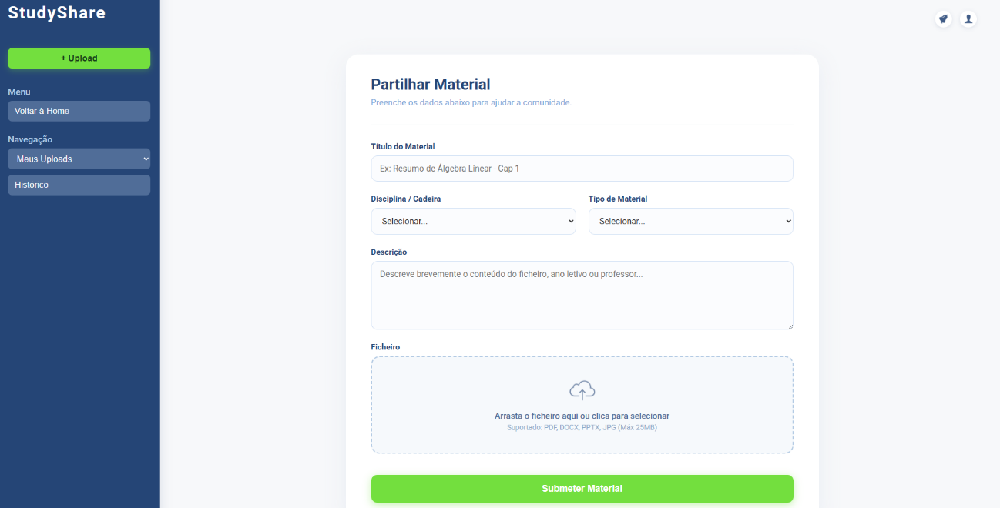 StudyShare
+ Upload
Menu
Voltar à Home
Navegação
Meus Uploads
Histórico
Partilhar Material
Preenche os dados abaixo para ajudar a comunidade.
Título do Material
Ex: Resumo de Álgebra Linear - Cap 1
Disciplina / Cadeira
Tipo de Material
Selecionar...
Selecionar...
Descrição
Descreve brevemente o conteúdo do ficheiro, ano letivo ou professor...
Ficheiro
Arrasta o ficheiro aqui ou clica para selecionar
Suportado: PDF, DOCX, PPTX, JPG (Máx 25MB)
Submeter Material